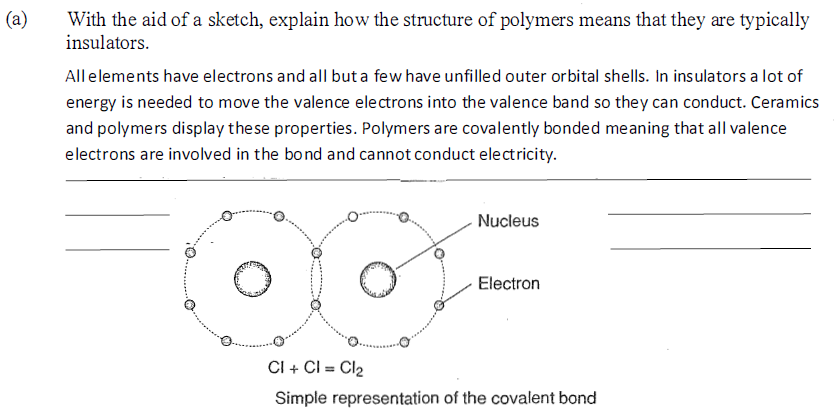 (a) With the aid of a sketch, explain how the structure of polymers means that they are typically
insulators.
All elements have electrons and all but a few have unfilled outer orbital shells. In insulators a lot of
energy is needed to move the valence electrons into the valence band so they can conduct. Ceramics
and polymers display these properties. Polymers are covalently bonded meaning that all valence
electrons are involved in the bond and cannot conduct electricity.
Nucleus
Electron
Cl + Cl = Cl₂
Simple representation of the covalent bond